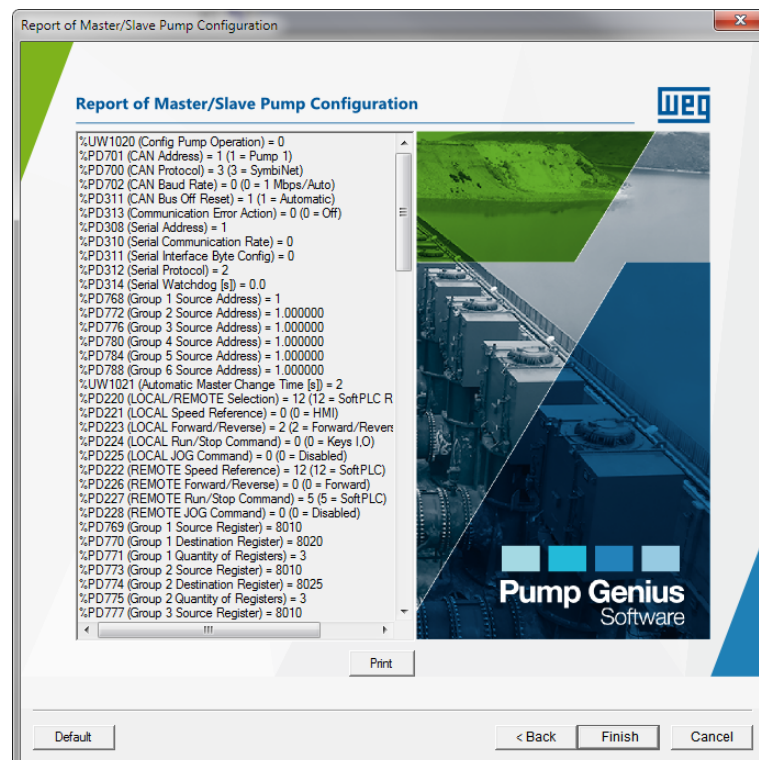 Report of Master/Slave Pump Configuration
Report of Master/Slave Pump Configuration
WEG
%UW1020 (Config Pump Operation) = 0
%PD701 (CAN Address) = 1 (1 = Pump 1)
%PD700 (CAN Protocol) = 3 (3 = SymbiNet)
%PD702 (CAN Baud Rate) = 0 (0 = 1 Mbps/Auto)
%PD311 (CAN Bus Off Reset) = 1 (1 = Automatic)
%PD313 (Communication Error Action) = 0 (0 = Off)
%PD308 (Serial Address) = 1
%PD310 (Serial Communication Rate) = 0
%PD311 (Serial Interface Byte Config) = 0
%PD312 (Serial Protocol) = 2
%PD314 (Serial Watchdog [s]) = 0.0
%PD768 (Group 1 Source Address) = 1
%PD772 (Group 2 Source Address) = 1.000000
%PD776 (Group 3 Source Address) = 1.000000
%PD780 (Group 4 Source Address) = 1.000000
%PD784 (Group 5 Source Address) = 1.000000
%PD788 (Group 6 Source Address) = 1.000000
%UW1021 (Automatic Master Change Time [s]) = 2
%PD220 (LOCAL/REMOTE Selection) = 12 (12 = SoftPLC R
%PD221 (LOCAL Speed Reference) = 0 (0 = HMI)
%PD223 (LOCAL Forward/Reverse) = 2 (2 = Forward/Revers
%PD224 (LOCAL Run/Stop Command) = 0 (0 = Keys I,O)
%PD225 (LOCAL JOG Command) = 0 (0 = Disabled)
%PD222 (REMOTE Speed Reference) = 12 (12 = SoftPLC)
%PD226 (REMOTE Forward/Reverse) = 0 (0 = Forward)
%PD227 (REMOTE Run/Stop Command) = 5 (5 = SoftPLC)
%PD228 (REMOTE JOG Command) = 0 (0 = Disabled)
%PD769 (Group 1 Source Register) = 8010
%PD770 (Group 1 Destination Register) = 8020
%PD771 (Group 1 Quantity of Registers) = 3
%PD773 (Group 2 Source Register) = 8010
%PD774 (Group 2 Destination Register) = 8025
%PD775 (Group 2 Quantity of Registers) = 3
%PD777 (Group 3 Source Register) = 8010
Pump Genius
Software
Print
Default
< Back
Finish
Cancel